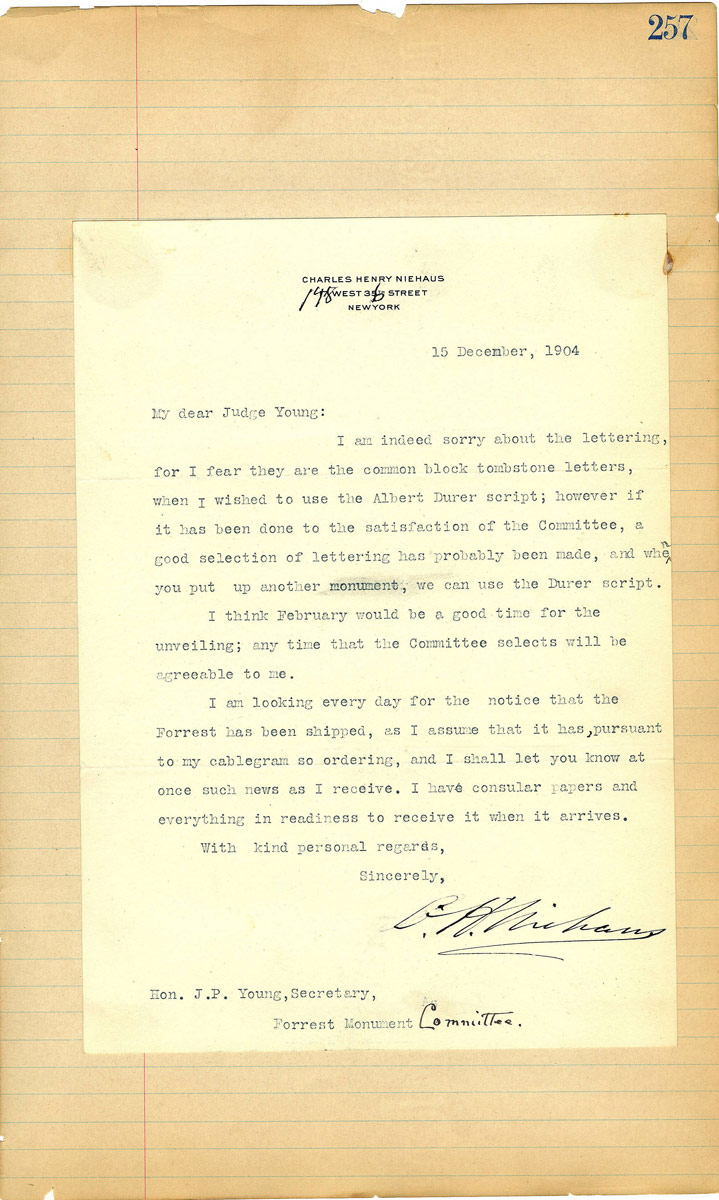 257
CHARLES HENRY NIEHAUS
148 WEST 36 STREET
NEW YORK
15 December, 1904
My dear Judge Young:
I am indeed sorry about the lettering,
for I fear they are the common block tombstone letters,
when I wished to use the Albert Durer script; however if
it has been done to the satisfaction of the Committee, a
good selection of lettering has probably been made, and when
you put up another monument, we can use the Durer script.
I think February would be a good time for the
unveiling; any time that the Committee selects will be
agreeable to me.
I am looking every day for the notice that the
Forrest has been shipped, as I assume that it has, pursuant
to my cablegram so ordering, and I shall let you know at
once such news as I receive. I have consular papers and
everything in readiness to receive it when it arrives.
With kind personal regards,
Sincerely,
C. H. Niehaus
Hon. J.P. Young, Secretary,
Forrest Monument Committee.